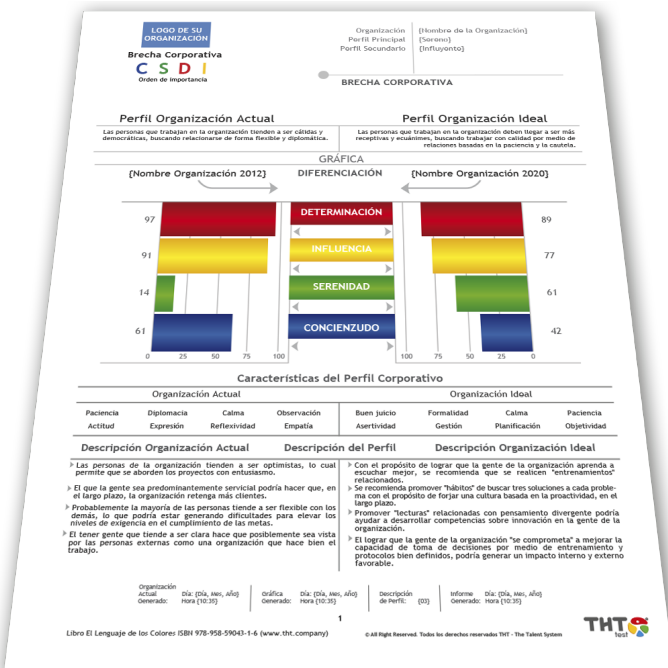 LOGO DE SU
ORGANIZACIÓN
Brecha Corporativa
C S D I
Orden de Importancia
Organización {Nombre de la Organización}
Perfil Principal {Sereno}
Perfil Secundario {Influyente}
BRECHA CORPORATIVA
Perfil Organización Actual
Las personas que trabajan en la organización tienden a ser cálidas y
democráticas, buscando relacionarse de forma flexible y diplomática.
Perfil Organización Ideal
Las personas que trabajan en la organización deben llegar a ser más
receptivas y ecuánimes, buscando trabajar con calidad por medio de
relaciones basadas en la paciencia y la cautela.
GRÁFICA
{Nombre Organización 2012} DIFERENCIACIÓN {Nombre Organización 2020}
97 DETERMINACIÓN 89
91 INFLUENCIA 77
14 SERENIDAD 61
61 CONCIENZUDO 42
0 25 50 75 100 100 75 50 25 0
Características del Perfil Corporativo
Organización Actual Organización Ideal
Paciencia Diplomacia Calma Observación Buen juicio Formalidad Calma Paciencia
Actitud Expresión Reflexividad Empatía Asertividad Gestión Planificación Objetividad
Descripción Organización Actual Descripción del Perfil Descripción Organización Ideal
Las personas de la organización tienden a ser optimistas, lo cual
permite que se aborden los proyectos con entusiasmo.
El que la gente sea predominantemente servicial podría hacer que, en
el largo plazo, la organización retenga más clientes.
Probablemente la mayoría de las personas tiende a ser flexible con los
demás, lo que podría estar generando dificultades para elevar los
niveles de exigencia en el cumplimiento de las metas.
El tener gente que tiende a ser clara hace que posiblemente sea vista
por las personas externas como una organización que hace bien el
trabajo.
Con el propósito de lograr que la gente de la organización aprenda a
escuchar mejor, se recomienda que se realicen "entrenamientos"
relacionados.
Se recomienda promover "hábitos" de buscar tres soluciones a cada proble-
ma con el propósito de forjar una cultura basada en la proactividad, en el
largo plazo.
Promover "lecturas" relacionadas con pensamiento divergente podría
ayudar a desarrollar competencias sobre innovación en la gente de la
organización.
El lograr que la gente de la organización "se comprometa" a mejorar la
capacidad de toma de decisiones por medio de entrenamiento y
protocolos bien definidos, podría generar un impacto interno y externo
favorable.
Organización
Actual Día: {Día, Mes, Año} Gráfica Día: {Día, Mes, Año} Descripción Informe Día: {Día, Mes, Año}
Generado: Hora {10:35} Generado: Hora {10:35} de Perfil: {03} Generado: Hora {10:35}
1
Libro El Lenguaje de los Colores ISBN 978-958-59043-1-6 (www.tht.company)
© All Right Reserved. Todos los derechos reservados THT - The Talent System
THT
test